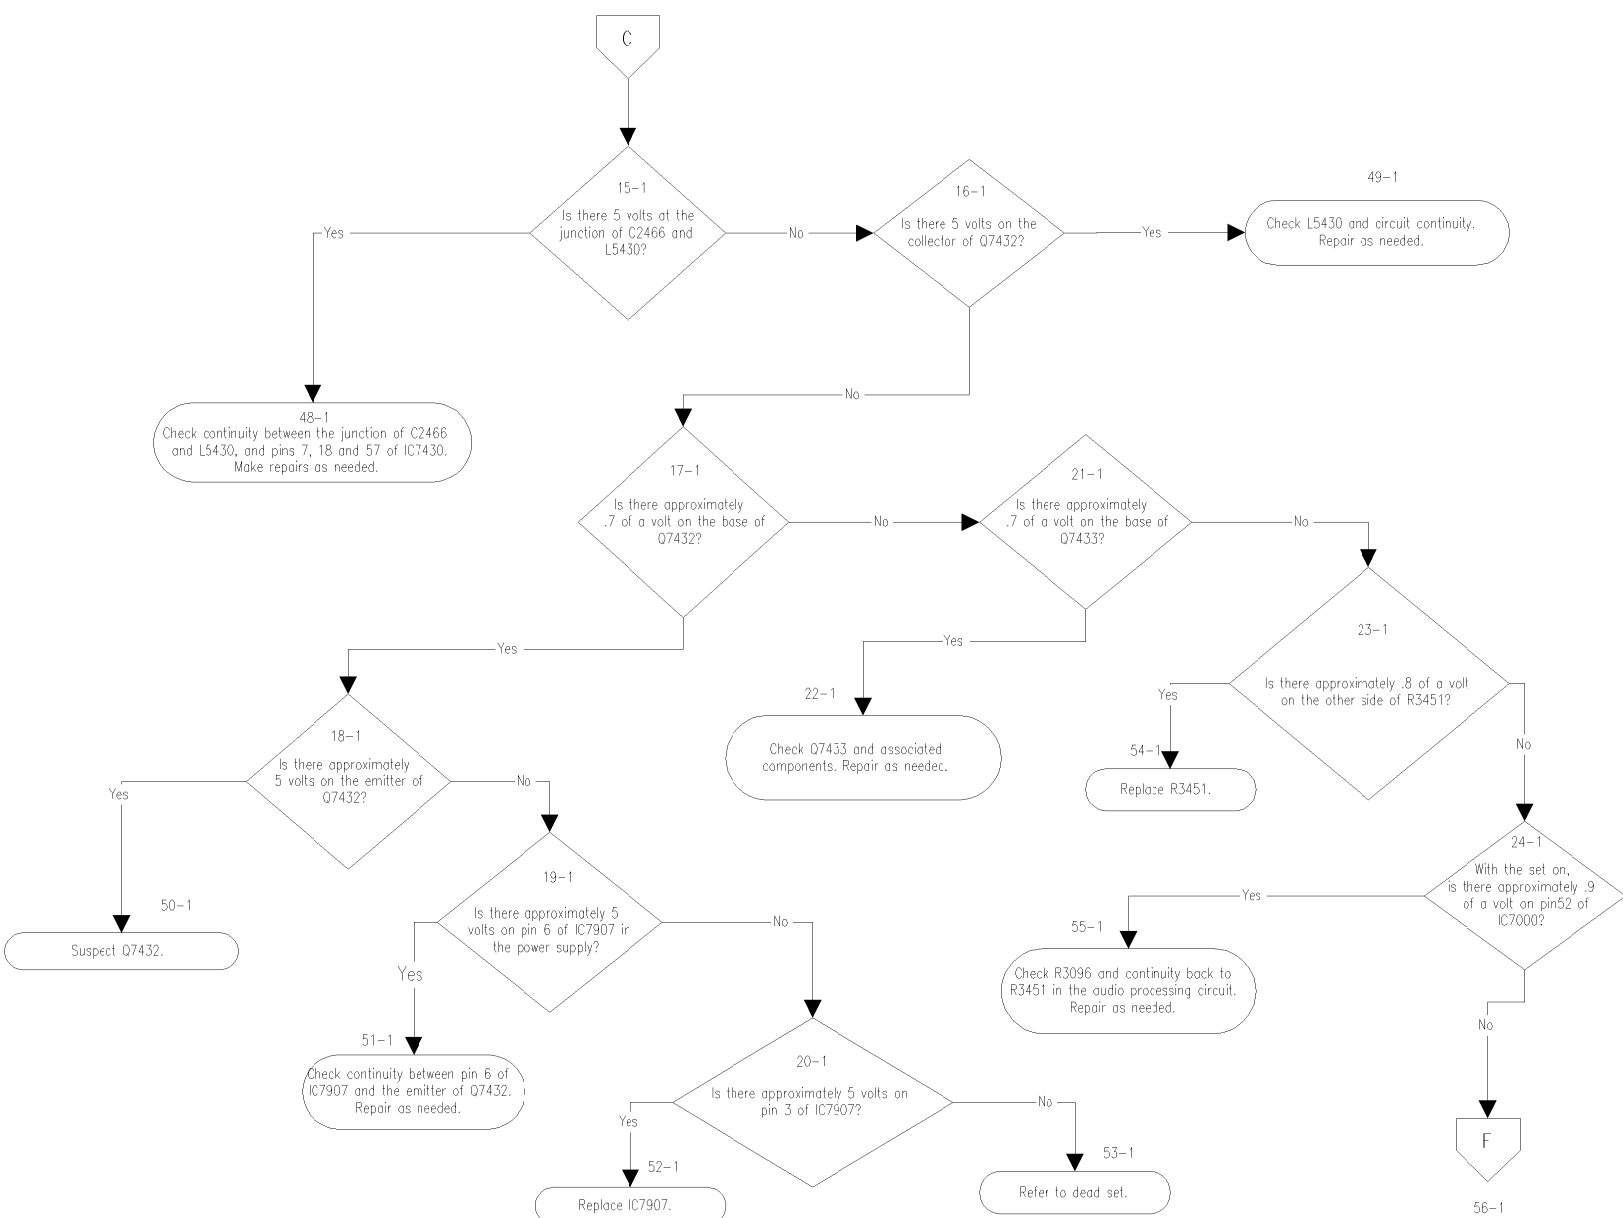 C
15-1
Is there 5 volts at the
junction of C2466 and
L5430?
Yes
No
16-1
Is there 5 volts on the
collector of Q7432?
Yes
49-1
Check L5430 and circuit continuity.
Repair as needed.
No
48-1
Check continuity between the junction of C2466
and L5430, and pins 7, 18 and 57 of IC7430.
Make repairs as needed.
17-1
Is there approximately
.7 of a volt on the base of
Q7432?
No
21-1
Is there approximately
.7 of a volt on the base of
Q7433?
No
Yes
Yes
23-1
Is there approximately .8 of a volt
on the other side of R3451?
Yes
No
22-1
Check Q7433 and associated
components. Repair as needed.
54-1
Replace R3451.
18-1
Is there approximately
5 volts on the emitter of
Q7432?
Yes
No
50-1
Suspect Q7432.
19-1
Is there approximately 5
volts on pin 6 of IC7907 in
the power supply?
Yes
No
24-1
With the set on,
is there approximately .9
of a volt on pin52 of
IC7000?
Yes
No
55-1
Check R3096 and continuity back to
R3451 in the audio processing circuit.
Repair as needed.
51-1
Check continuity between pin 6 of
IC7907 and the emitter of Q7432.
Repair as needed.
20-1
Is there approximately 5 volts on
pin 3 of IC7907?
Yes
No
52-1
Replace IC7907.
53-1
Refer to dead set.
F
56-1